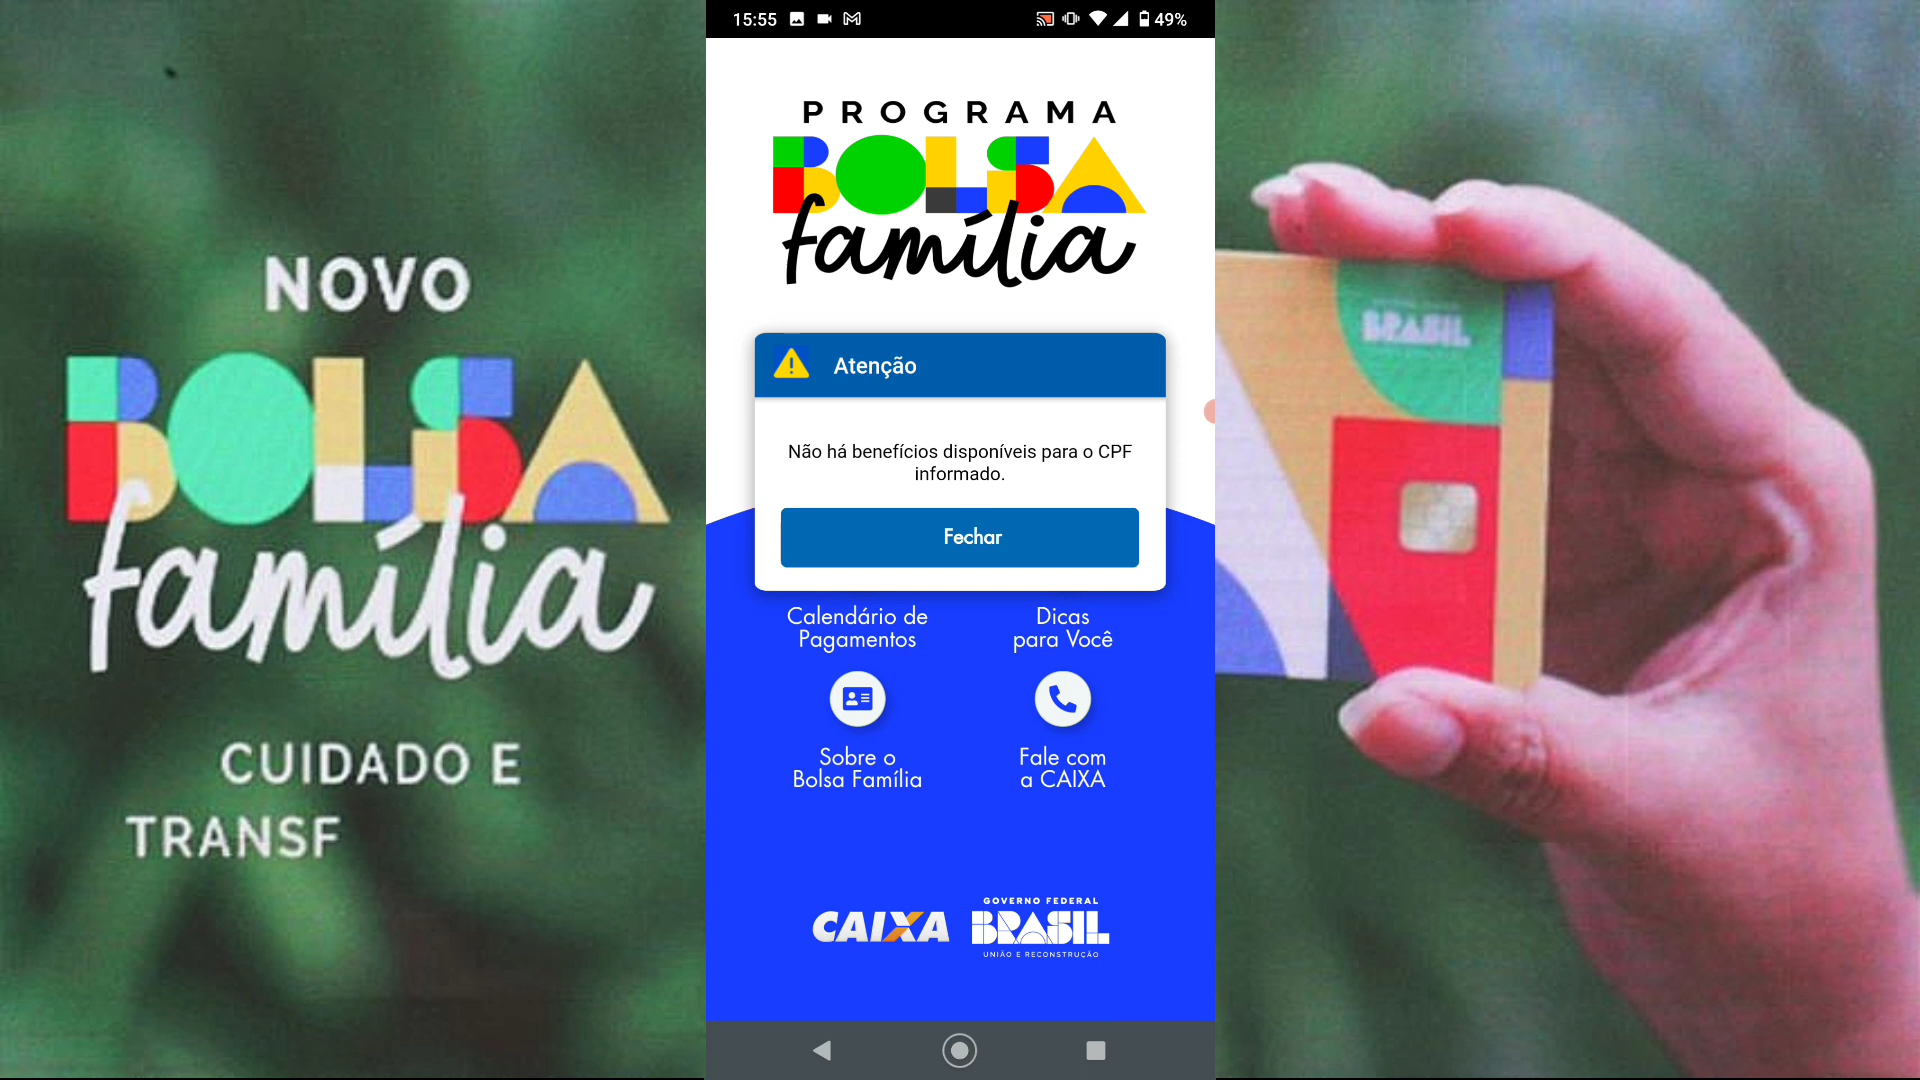 NOVO
BOLSA
família
CUIDADO E
TRANSF
15:55
49%
PROGRAMA
BOLSA
família
Atenção
Não há benefícios disponíveis para o CPF
informado.
Fechar
Calendário de
Pagamentos
Dicas
para Você
Sobre o
Bolsa Família
Fale com
a CAIXA
CAIXA
GOVERNO FEDERAL
BRASIL
UNIÃO E RECONSTRUÇÃO
BRASIL